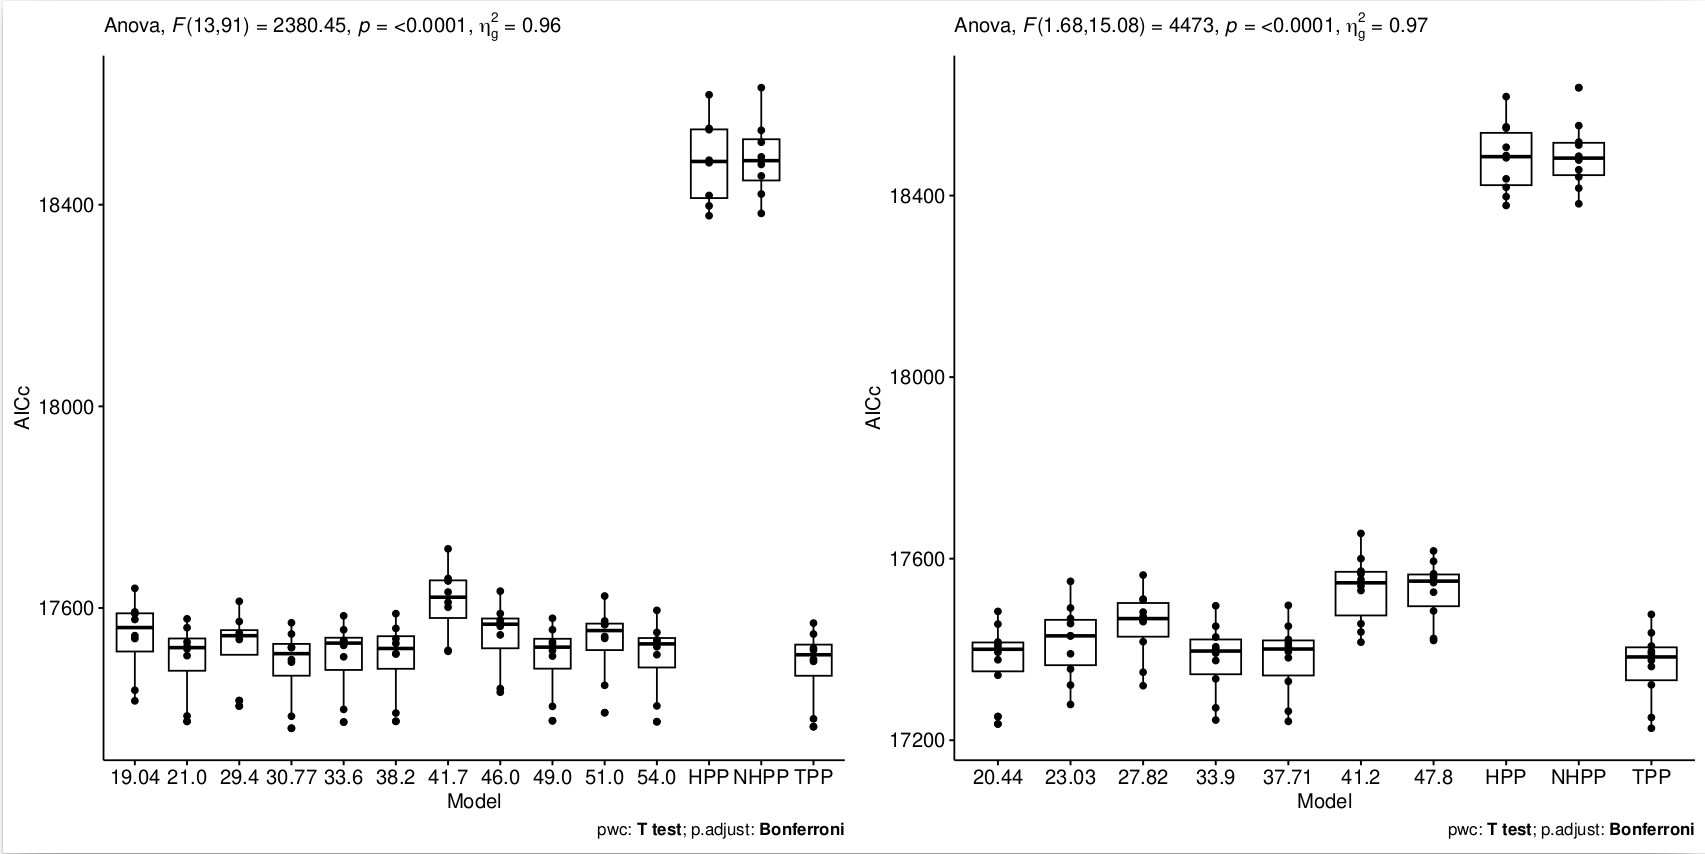 Anova, F(13,91) = 2380.45, p = <0.0001, η²g = 0.96
AICc
18400
18000
17600
19.04 21.0 29.4 30.77 33.6 38.2 41.7 46.0 49.0 51.0 54.0 HPP NHPP TPP
Model
pwc: T test; p.adjust: Bonferroni
Anova, F(1.68,15.08) = 4473, p = <0.0001, η²g = 0.97
AICc
18400
18000
17600
17200
20.44 23.03 27.82 33.9 37.71 41.2 47.8 HPP NHPP TPP
Model
pwc: T test; p.adjust: Bonferroni